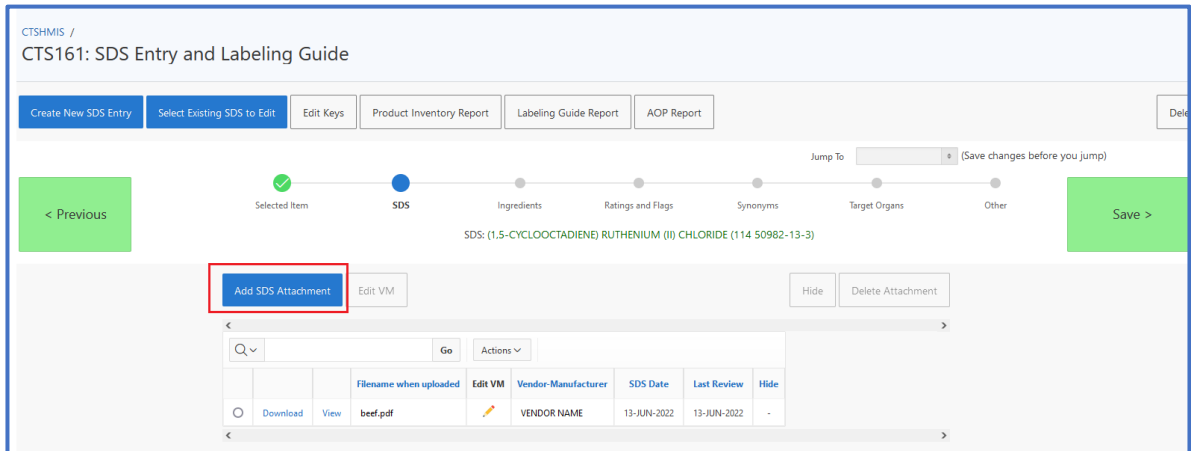 CTSHMIS /
CTS161: SDS Entry and Labeling Guide
Create New SDS Entry Select Existing SDS to Edit Edit Keys Product Inventory Report Labeling Guide Report AOP Report Dele
Jump To (Save changes before you jump)
< Previous
Selected Item SDS Ingredients Ratings and Flags Synonyms Target Organs Other
Save >
SDS: (1,5-CYCLOOCTADIENE) RUTHENIUM (II) CHLORIDE (114 50982-13-3)
Add SDS Attachment Edit VM Hide Delete Attachment
Go Actions
Filename when uploaded Edit VM Vendor-Manufacturer SDS Date Last Review Hide
Download View beef.pdf VENDOR NAME 13-JUN-2022 13-JUN-2022 -